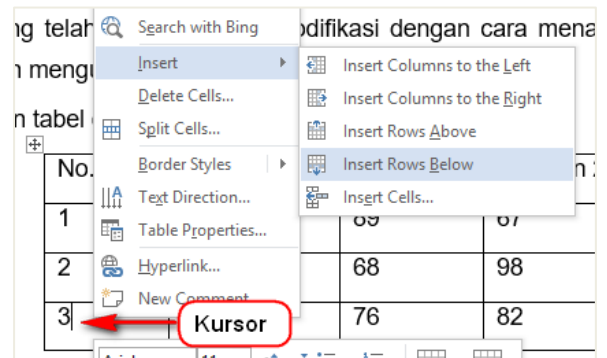 ng telah
odifikasi dengan cara mena
n mengu
n tabel
Search with Bing
Insert
Delete Cells...
Split Cells...
Border Styles
Text Direction...
Table Properties...
Hyperlink...
New Comment
Insert Columns to the Left
Insert Columns to the Right
Insert Rows Above
Insert Rows Below
Insert Cells...
No.
1 89 67
2 68 98
3 76 82
Kursor